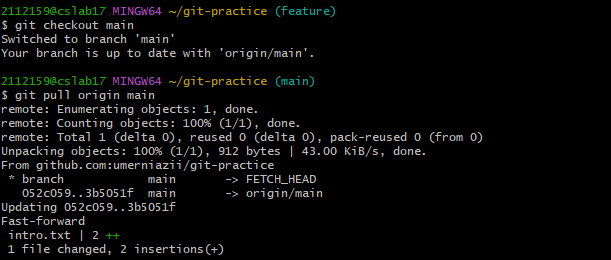 2112159@cslab17 MINGW64 ~/git-practice (feature)
$ git checkout main
Switched to branch 'main'
Your branch is up to date with 'origin/main'.

2112159@cslab17 MINGW64 ~/git-practice (main)
$ git pull origin main
remote: Enumerating objects: 1, done.
remote: Counting objects: 100% (1/1), done.
remote: Total 1 (delta 0), reused 0 (delta 0), pack-reused 0 (from 0)
Unpacking objects: 100% (1/1), 912 bytes | 43.00 KiB/s, done.
From github.com:umerniazii/git-practice
 * branch            main       -> FETCH_HEAD
   052c059..3b5051f  main       -> origin/main
Updating 052c059..3b5051f
Fast-forward
 intro.txt | 2 ++
 1 file changed, 2 insertions(+)